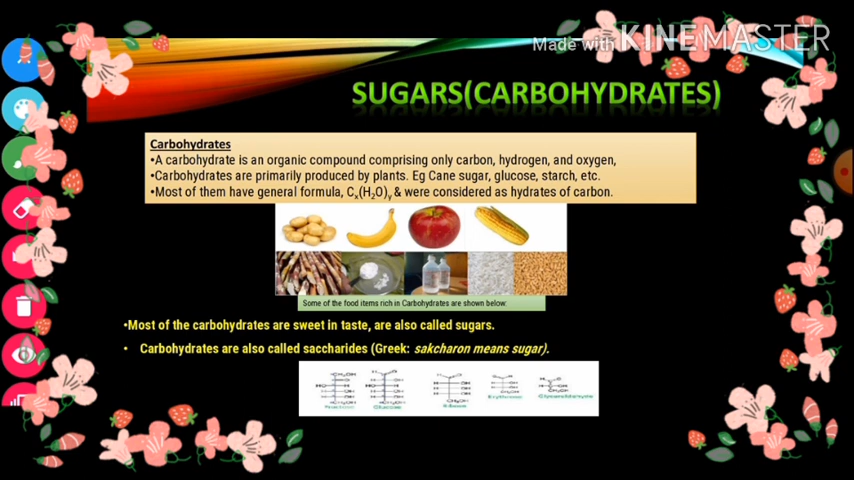 Made with KINEMASTER
SUGARS(CARBOHYDRATES)
Carbohydrates
•A carbohydrate is an organic compound comprising only carbon, hydrogen, and oxygen,
•Carbohydrates are primarily produced by plants. Eg Cane sugar, glucose, starch, etc.
•Most of them have general formula, Cₓ(H₂O)ᵧ & were considered as hydrates of carbon.
Some of the food items rich in Carbohydrates are shown below:
•Most of the carbohydrates are sweet in taste, are also called sugars.
• Carbohydrates are also called saccharides (Greek: sakcharon means sugar).
Glucose